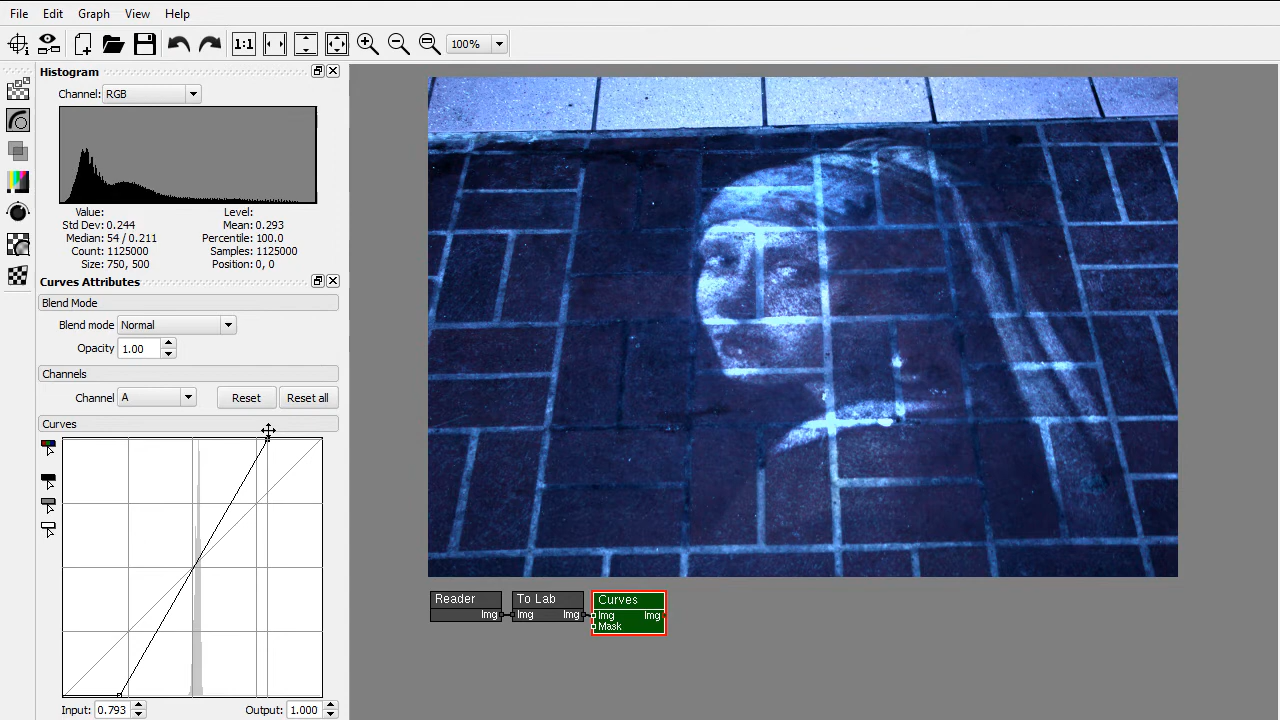 File Edit Graph View Help
1:1 100%
Histogram
Channel: RGB
Value: Level:
Std Dev: 0.244 Mean: 0.293
Median: 54 / 0.211 Percentile: 100.0
Count: 1125000 Samples: 1125000
Size: 750, 500 Position: 0, 0
Curves Attributes
Blend Mode
Blend mode Normal
Opacity 1.00
Channels
Channel A Reset Reset all
Curves
Input: 0.793 Output: 1.000
Reader To Lab Curves
Img Img Img Img Img
Mask